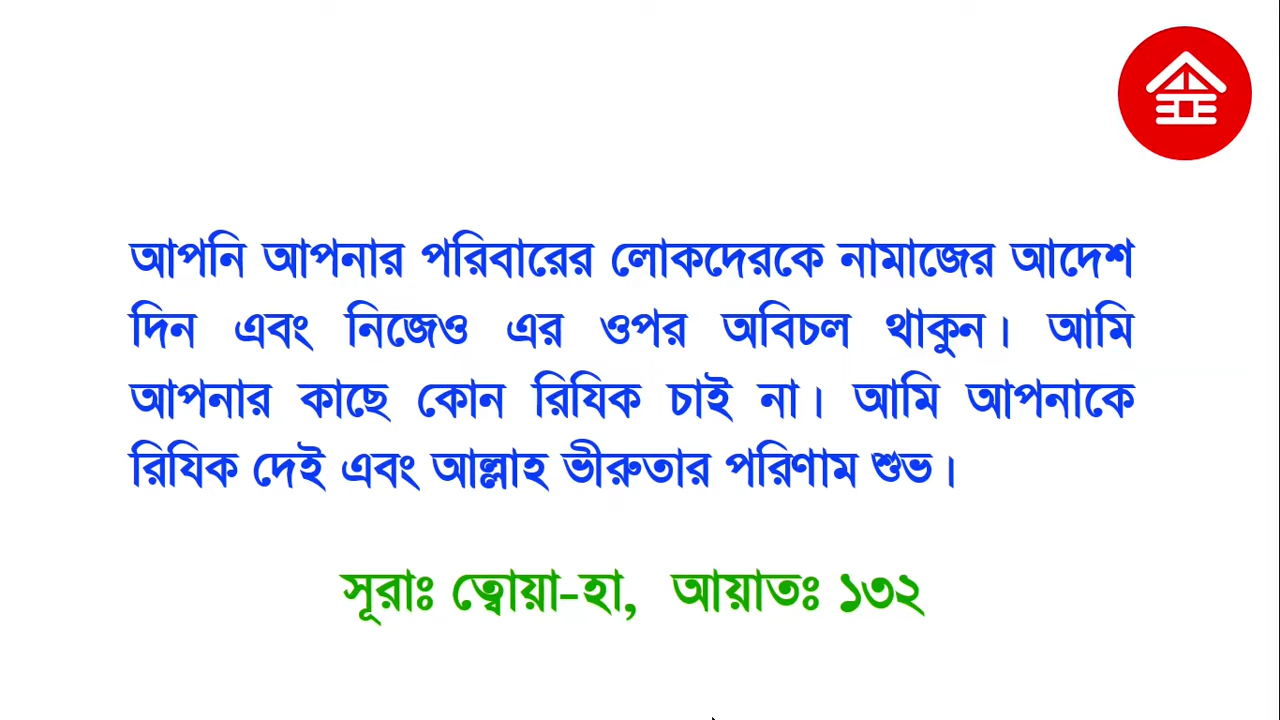 আপনি আপনার পরিবারের লোকদেরকে নামাজের আদেশ
দিন এবং নিজেও এর ওপর অবিচল থাকুন। আমি
আপনার কাছে কোন রিযিক চাই না। আমি আপনাকে
রিযিক দেই এবং আল্লাহ ভীরুতার পরিণাম শুভ।
সূরাঃ ত্বোয়া-হা, আয়াতঃ ১৩২